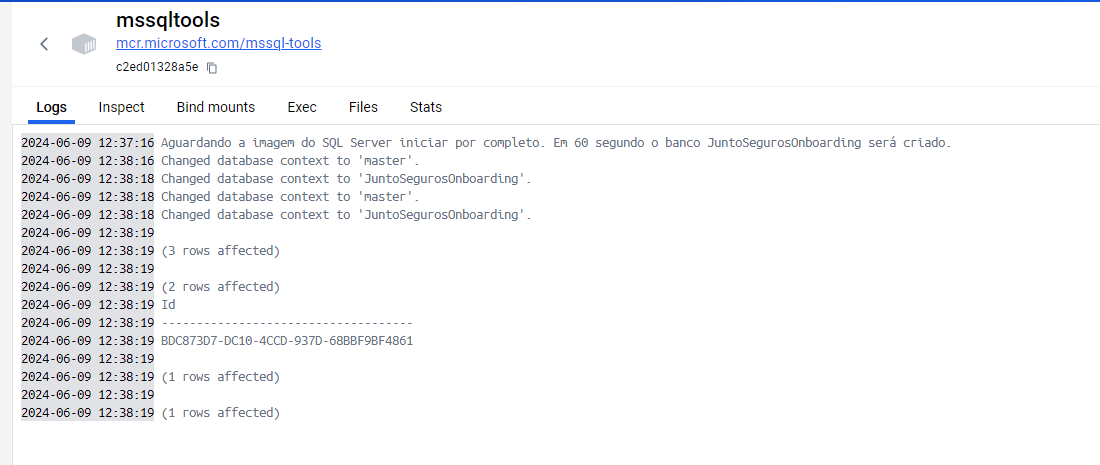 mssqltools
mcr.microsoft.com/mssql-tools
c2ed01328a5e
Logs Inspect Bind mounts Exec Files Stats
2024-06-09 12:37:16 Aguardando a imagem do SQL Server iniciar por completo. Em 60 segundo o banco JuntoSegurosOnboarding será criado.
2024-06-09 12:38:16 Changed database context to 'master'.
2024-06-09 12:38:18 Changed database context to 'JuntoSegurosOnboarding'.
2024-06-09 12:38:18 Changed database context to 'master'.
2024-06-09 12:38:18 Changed database context to 'JuntoSegurosOnboarding'.
2024-06-09 12:38:19
2024-06-09 12:38:19 (3 rows affected)
2024-06-09 12:38:19
2024-06-09 12:38:19 (2 rows affected)
2024-06-09 12:38:19 Id
2024-06-09 12:38:19 ------------------------------------
2024-06-09 12:38:19 BDC873D7-DC10-4CCD-937D-68BBF9BF4861
2024-06-09 12:38:19
2024-06-09 12:38:19 (1 rows affected)
2024-06-09 12:38:19
2024-06-09 12:38:19 (1 rows affected)